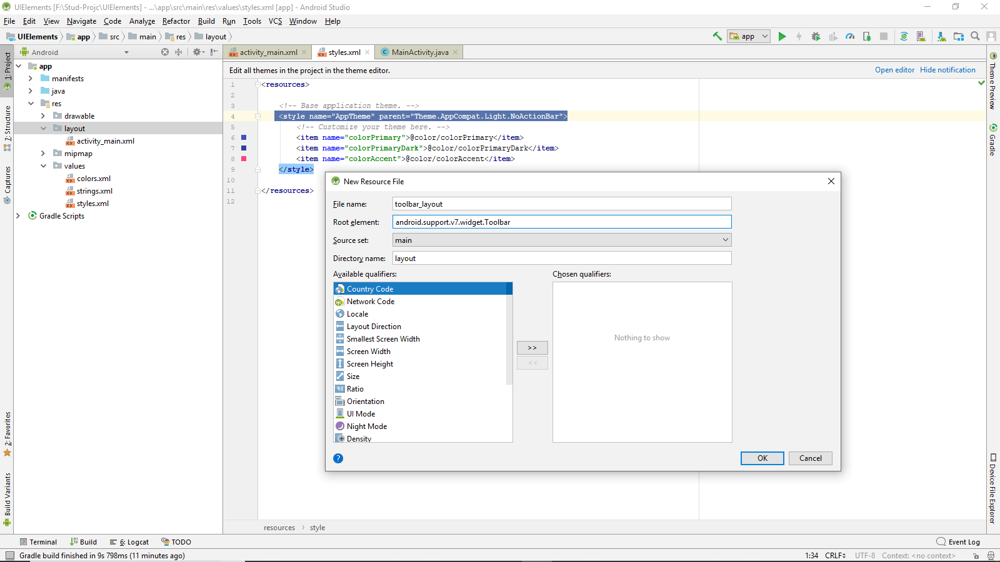 UIElements [F:\Stud-Projc\UIElements] - ...\app\src\main\res\values\styles.xml [app] - Android Studio
File Edit View Navigate Code Analyze Refactor Build Run Tools VCS Window Help
UIElements app src main res layout
app
1: Project
7: Structure
Captures
2: Favorites
Build Variants
Android
app
manifests
java
res
drawable
layout
activity_main.xml
mipmap
values
colors.xml
strings.xml
styles.xml
Gradle Scripts
activity_main.xml styles.xml MainActivity.java
Edit all themes in the project in the theme editor. Open editor Hide notification
1 <resources>
2
3 <!-- Base application theme. -->
4 <style name="AppTheme" parent="Theme.AppCompat.Light.NoActionBar">
5 <!-- Customize your theme here. -->
6 <item name="colorPrimary">@color/colorPrimary</item>
7 <item name="colorPrimaryDark">@color/colorPrimaryDark</item>
8 <item name="colorAccent">@color/colorAccent</item>
9 </style>
10
11 </resources>
12
New Resource File
File name: toolbar_layout
Root element: android.support.v7.widget.Toolbar
Source set: main
Directory name: layout
Available qualifiers: Chosen qualifiers:
Country Code
Network Code
Locale
Layout Direction
Smallest Screen Width
Screen Width
Screen Height
Size
Ratio
Orientation
UI Mode
Night Mode
Density
>>
<<
Nothing to show
?
OK Cancel
Theme Preview
Gradle
Device File Explorer
resources › style
Terminal Build 6: Logcat TODO Event Log
Gradle build finished in 9s 798ms (11 minutes ago) 1:34 CRLF UTF-8 Context: <no context>